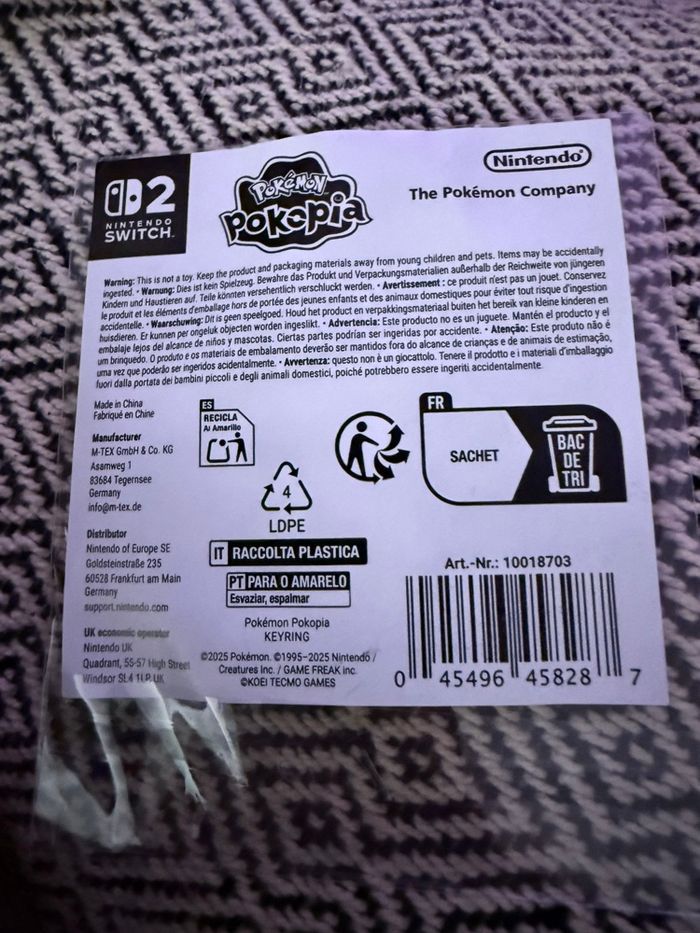 2
NINTENDO
SWITCH
POKÉMON
POKOPIA
Nintendo
The Pokémon Company
Warning: This is not a toy. Keep the product and packaging materials away from young children and pets. Items may be accidentally
ingested. • Warnung: Dies ist kein Spielzeug. Bewahre das Produkt und Verpackungsmaterialien außerhalb der Reichweite von jüngeren
Kindern und Haustieren auf. Teile könnten versehentlich verschluckt werden. • Avertissement : ce produit n'est pas un jouet. Conservez
le produit et les éléments d'emballage hors de portée des jeunes enfants et des animaux domestiques pour éviter tout risque d'ingestion
accidentelle. • Waarschuwing: Dit is geen speelgoed. Houd het product en verpakkingsmateriaal buiten het bereik van kleine kinderen en
huisdieren. Er kunnen per ongeluk objecten worden ingeslikt. • Advertencia: Este producto no es un juguete. Mantén el producto y el
embalaje lejos del alcance de niños y mascotas. Ciertas partes podrían ser ingeridas por accidente. • Atenção: Este produto não é
um brinquedo. O produto e os materiais de embalamento deverão ser mantidos fora do alcance de crianças e de animais de estimação,
uma vez que poderão ser ingeridos acidentalmente. • Avvertenza: questo non è un giocattolo. Tenere il prodotto e i materiali d'imballaggio
fuori dalla portata dei bambini piccoli e degli animali domestici, poiché potrebbero essere ingeriti accidentalmente.
Made in China
Fabriqué en Chine
Manufacturer
M-TEX GmbH & Co. KG
Asamweg 1
83684 Tegernsee
Germany
info@m-tex.de
Distributor
Nintendo of Europe SE
Goldsteinstraße 235
60528 Frankfurt am Main
Germany
support.nintendo.com
UK economic operator
Nintendo UK
Quadrant, 55-57 High Street
Windsor SL4 1LP UK
ES
RECICLA
Al Amarillo
4
LDPE
FR
SACHET
BAC
DE
TRI
IT RACCOLTA PLASTICA
PT PARA O AMARELO
Esvaziar, espalmar
Pokémon Pokopia
KEYRING
©2025 Pokémon. ©1995–2025 Nintendo /
Creatures Inc. / GAME FREAK inc.
©KOEI TECMO GAMES
Art.-Nr.: 10018703
0 45496 45828 7